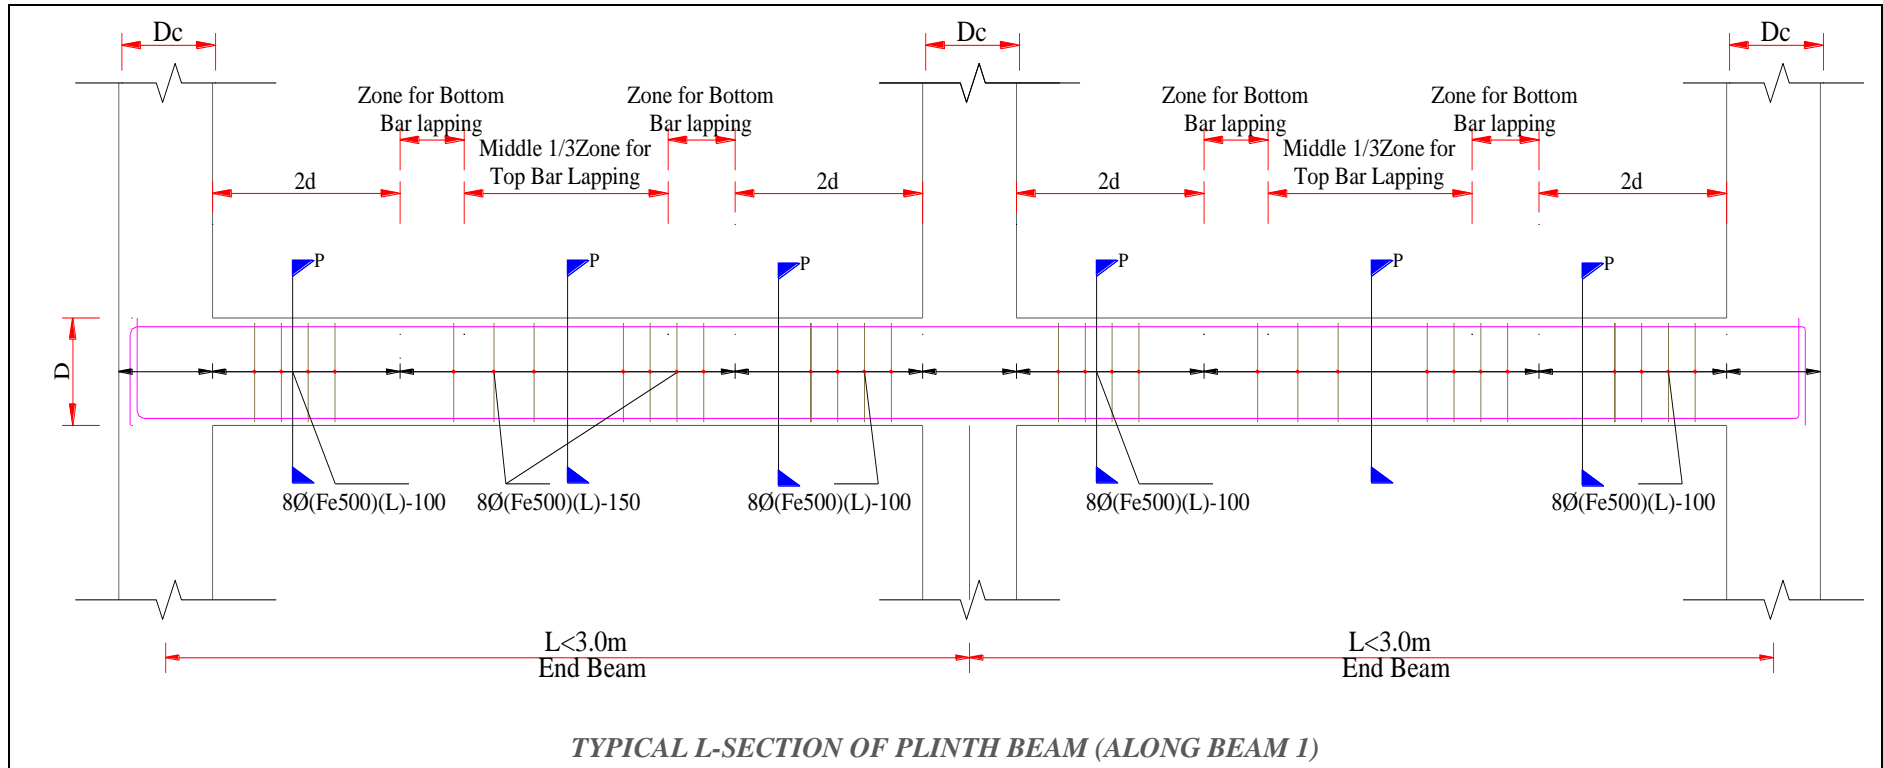 Dc
Dc
Dc
Zone for Bottom
Bar lapping
Zone for Bottom
Bar lapping
Zone for Bottom
Bar lapping
Zone for Bottom
Bar lapping
Middle 1/3Zone for
Top Bar Lapping
Middle 1/3Zone for
Top Bar Lapping
2d
2d
2d
2d
P
P
P
P
P
P
D
8Ø(Fe500)(L)-100
8Ø(Fe500)(L)-150
8Ø(Fe500)(L)-100
8Ø(Fe500)(L)-100
8Ø(Fe500)(L)-100
L<3.0m
End Beam
L<3.0m
End Beam
TYPICAL L-SECTION OF PLINTH BEAM (ALONG BEAM 1)